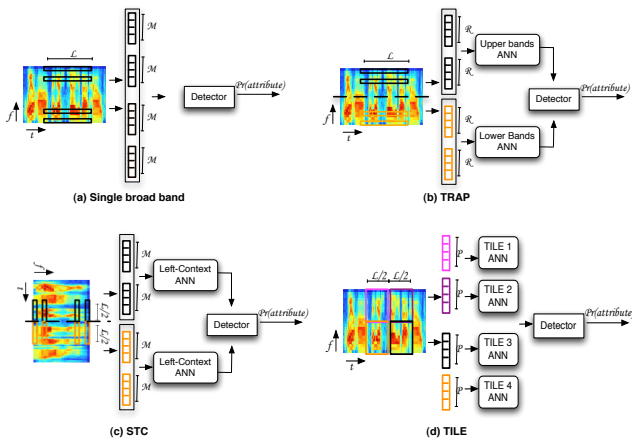 L
f
t
M
M
M
M
Detector
Pr(attribute)
(a) Single broad band
L
f
t
R
R
R
R
Upper bands
ANN
Lower Bands
ANN
Detector
Pr(attribute)
(b) TRAP
f
t
L/2
L/2
M
M
M
M
Left-Context
ANN
Left-Context
ANN
Detector
Pr(attribute)
(c) STC
L/2
L/2
f
t
P
P
P
P
TILE 1
ANN
TILE 2
ANN
TILE 3
ANN
TILE 4
ANN
Detector
Pr(attribute)
(d) TILE